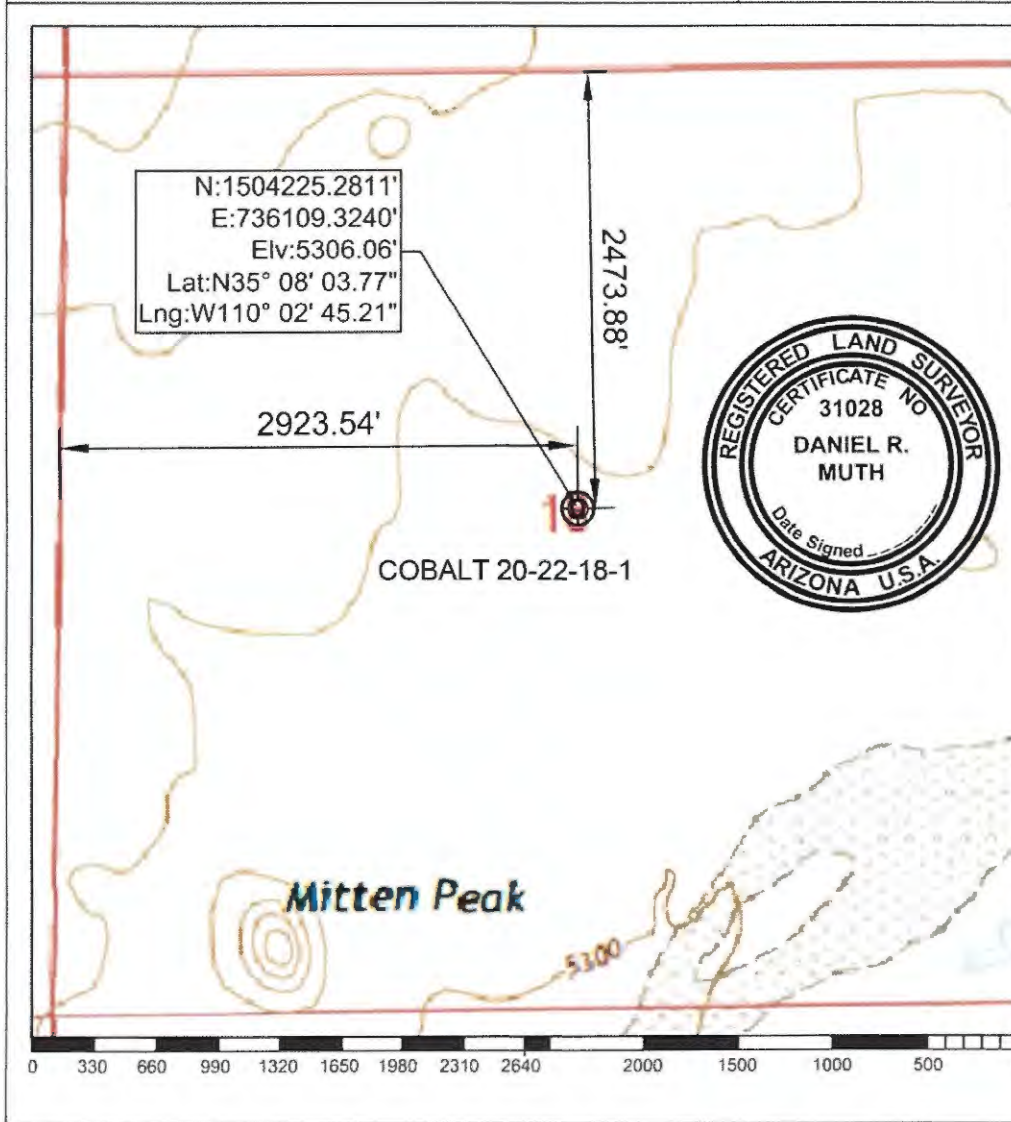 N:1504225.2811'
E:736109.3240'
Elv:5306.06'
Lat:N35° 08' 03.77"
Lng:W110° 02' 45.21"
2473.88'
2923.54'
REGISTERED LAND SURVEYOR
CERTIFICATE NO
31028
DANIEL R.
MUTH
Date Signed
ARIZONA U.S.A.
COBALT 20-22-18-1
Mitten Peak
5300
0 330 660 990 1320 1650 1980 2310 2640 2000 1500 1000 500